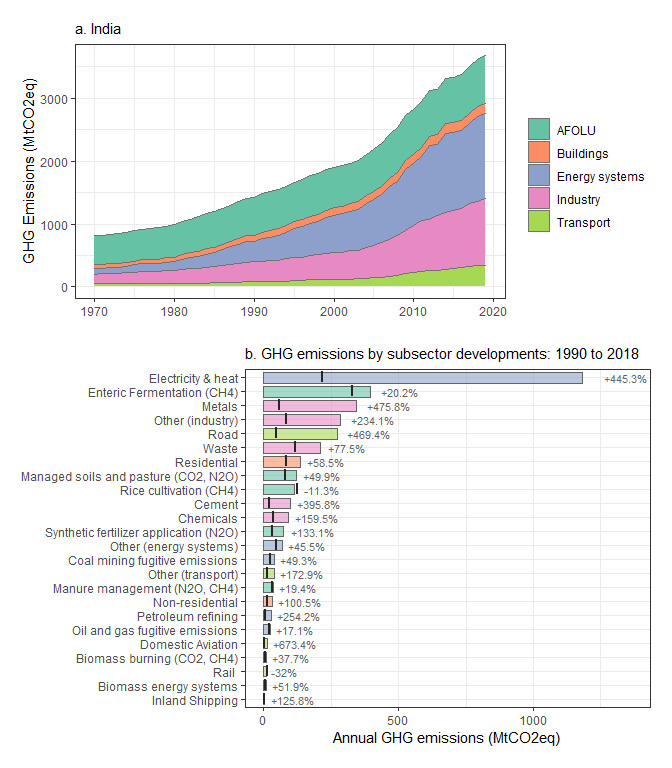 a. India
GHG Emissions (MtCO2eq)
3000
2000
1000
0
1970
1980
1990
2000
2010
2020
AFOLU
Buildings
Energy systems
Industry
Transport
b. GHG emissions by subsector developments: 1990 to 2018
Electricity & heat +445.3%
Enteric Fermentation (CH4) +20.2%
Metals +475.8%
Other (industry) +234.1%
Road +469.4%
Waste +77.5%
Residential +58.5%
Managed soils and pasture (CO2, N2O) +49.9%
Rice cultivation (CH4) -11.3%
Cement +395.8%
Chemicals +159.5%
Synthetic fertilizer application (N2O) +133.1%
Other (energy systems) +45.5%
Coal mining fugitive emissions +49.3%
Other (transport) +172.9%
Manure management (N2O, CH4) +19.4%
Non-residential +100.5%
Petroleum refining +254.2%
Oil and gas fugitive emissions +17.1%
Domestic Aviation +673.4%
Biomass burning (CO2, CH4) +37.7%
Rail -32%
Biomass energy systems +51.9%
Inland Shipping +125.8%
0
500
1000
Annual GHG emissions (MtCO2eq)